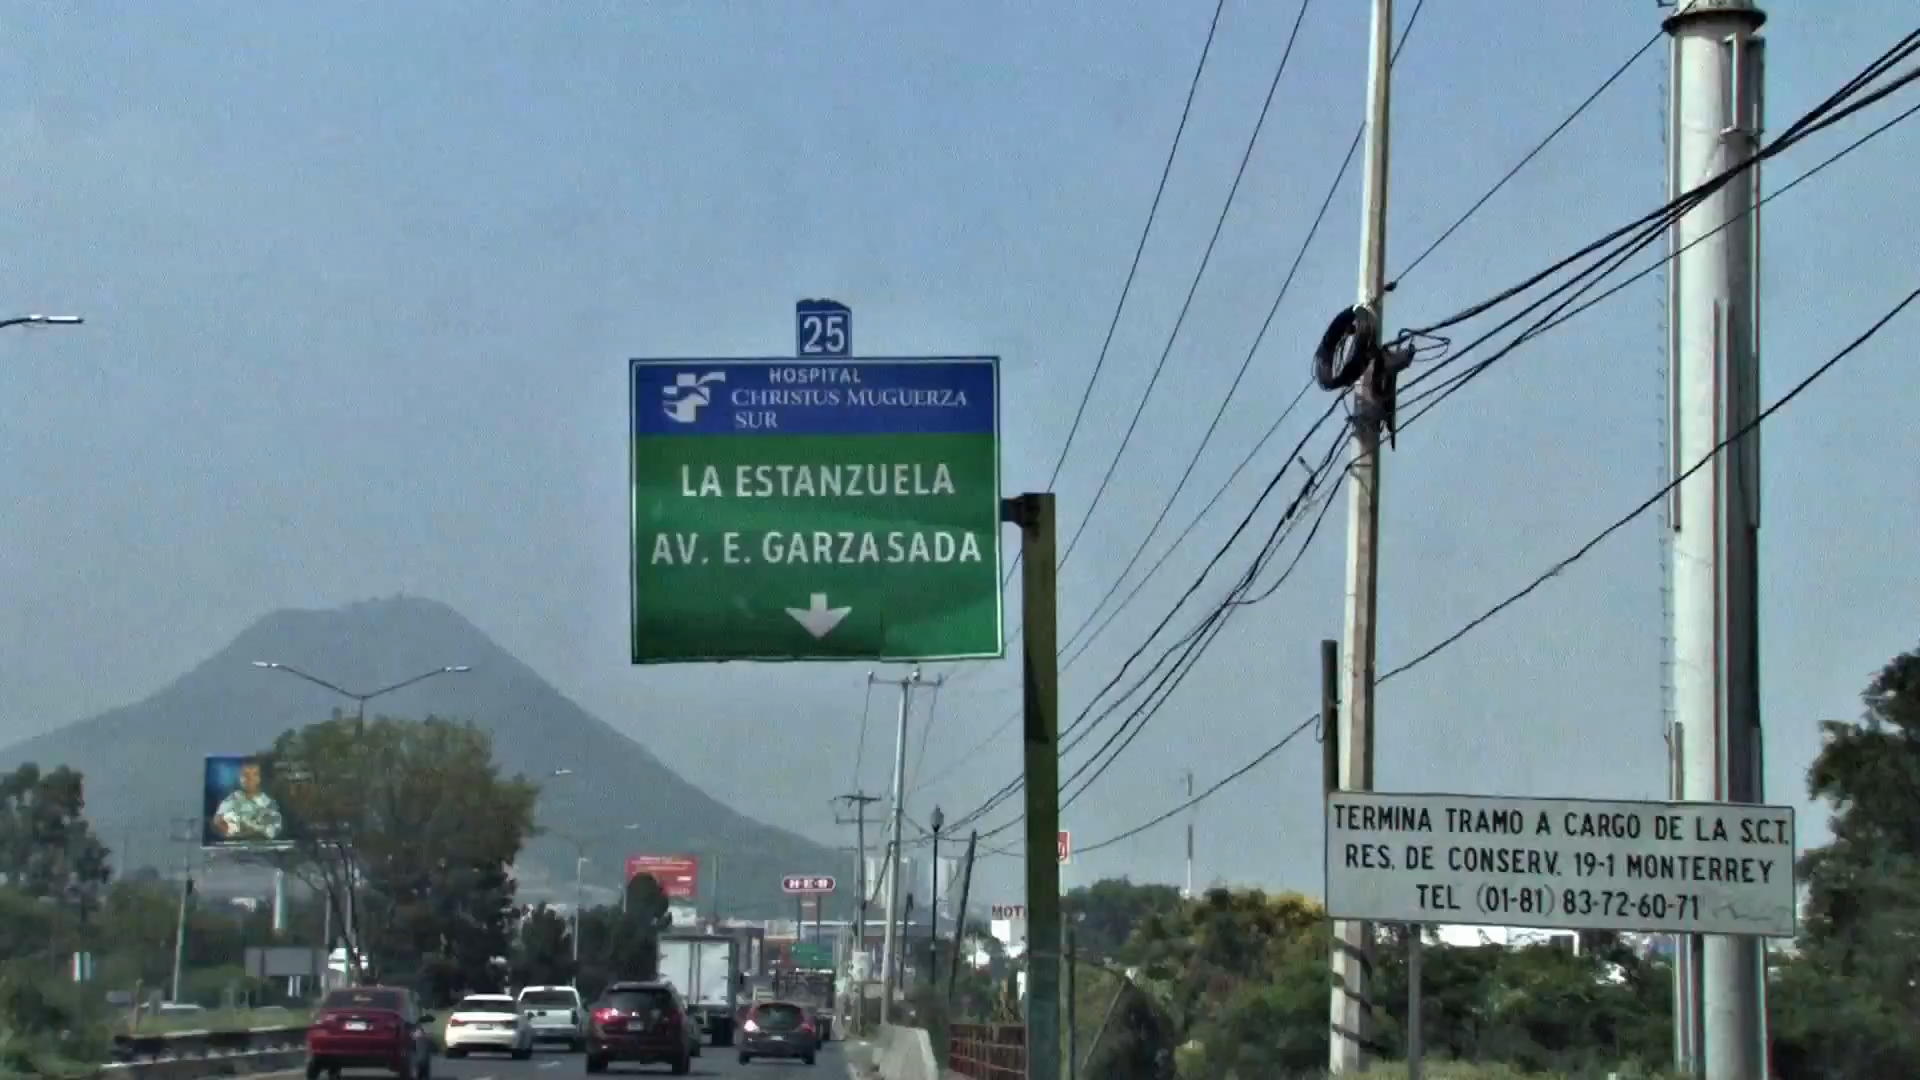 25
HOSPITAL
CHRISTUS MUGUERZA
SUR
LA ESTANZUELA
AV. E. GARZA SADA
TERMINA TRAMO A CARGO DE LA S.C.T.
RES. DE CONSERV. 19-1 MONTERREY
TEL (01-81) 83-72-60-71
H-E-B
MOT